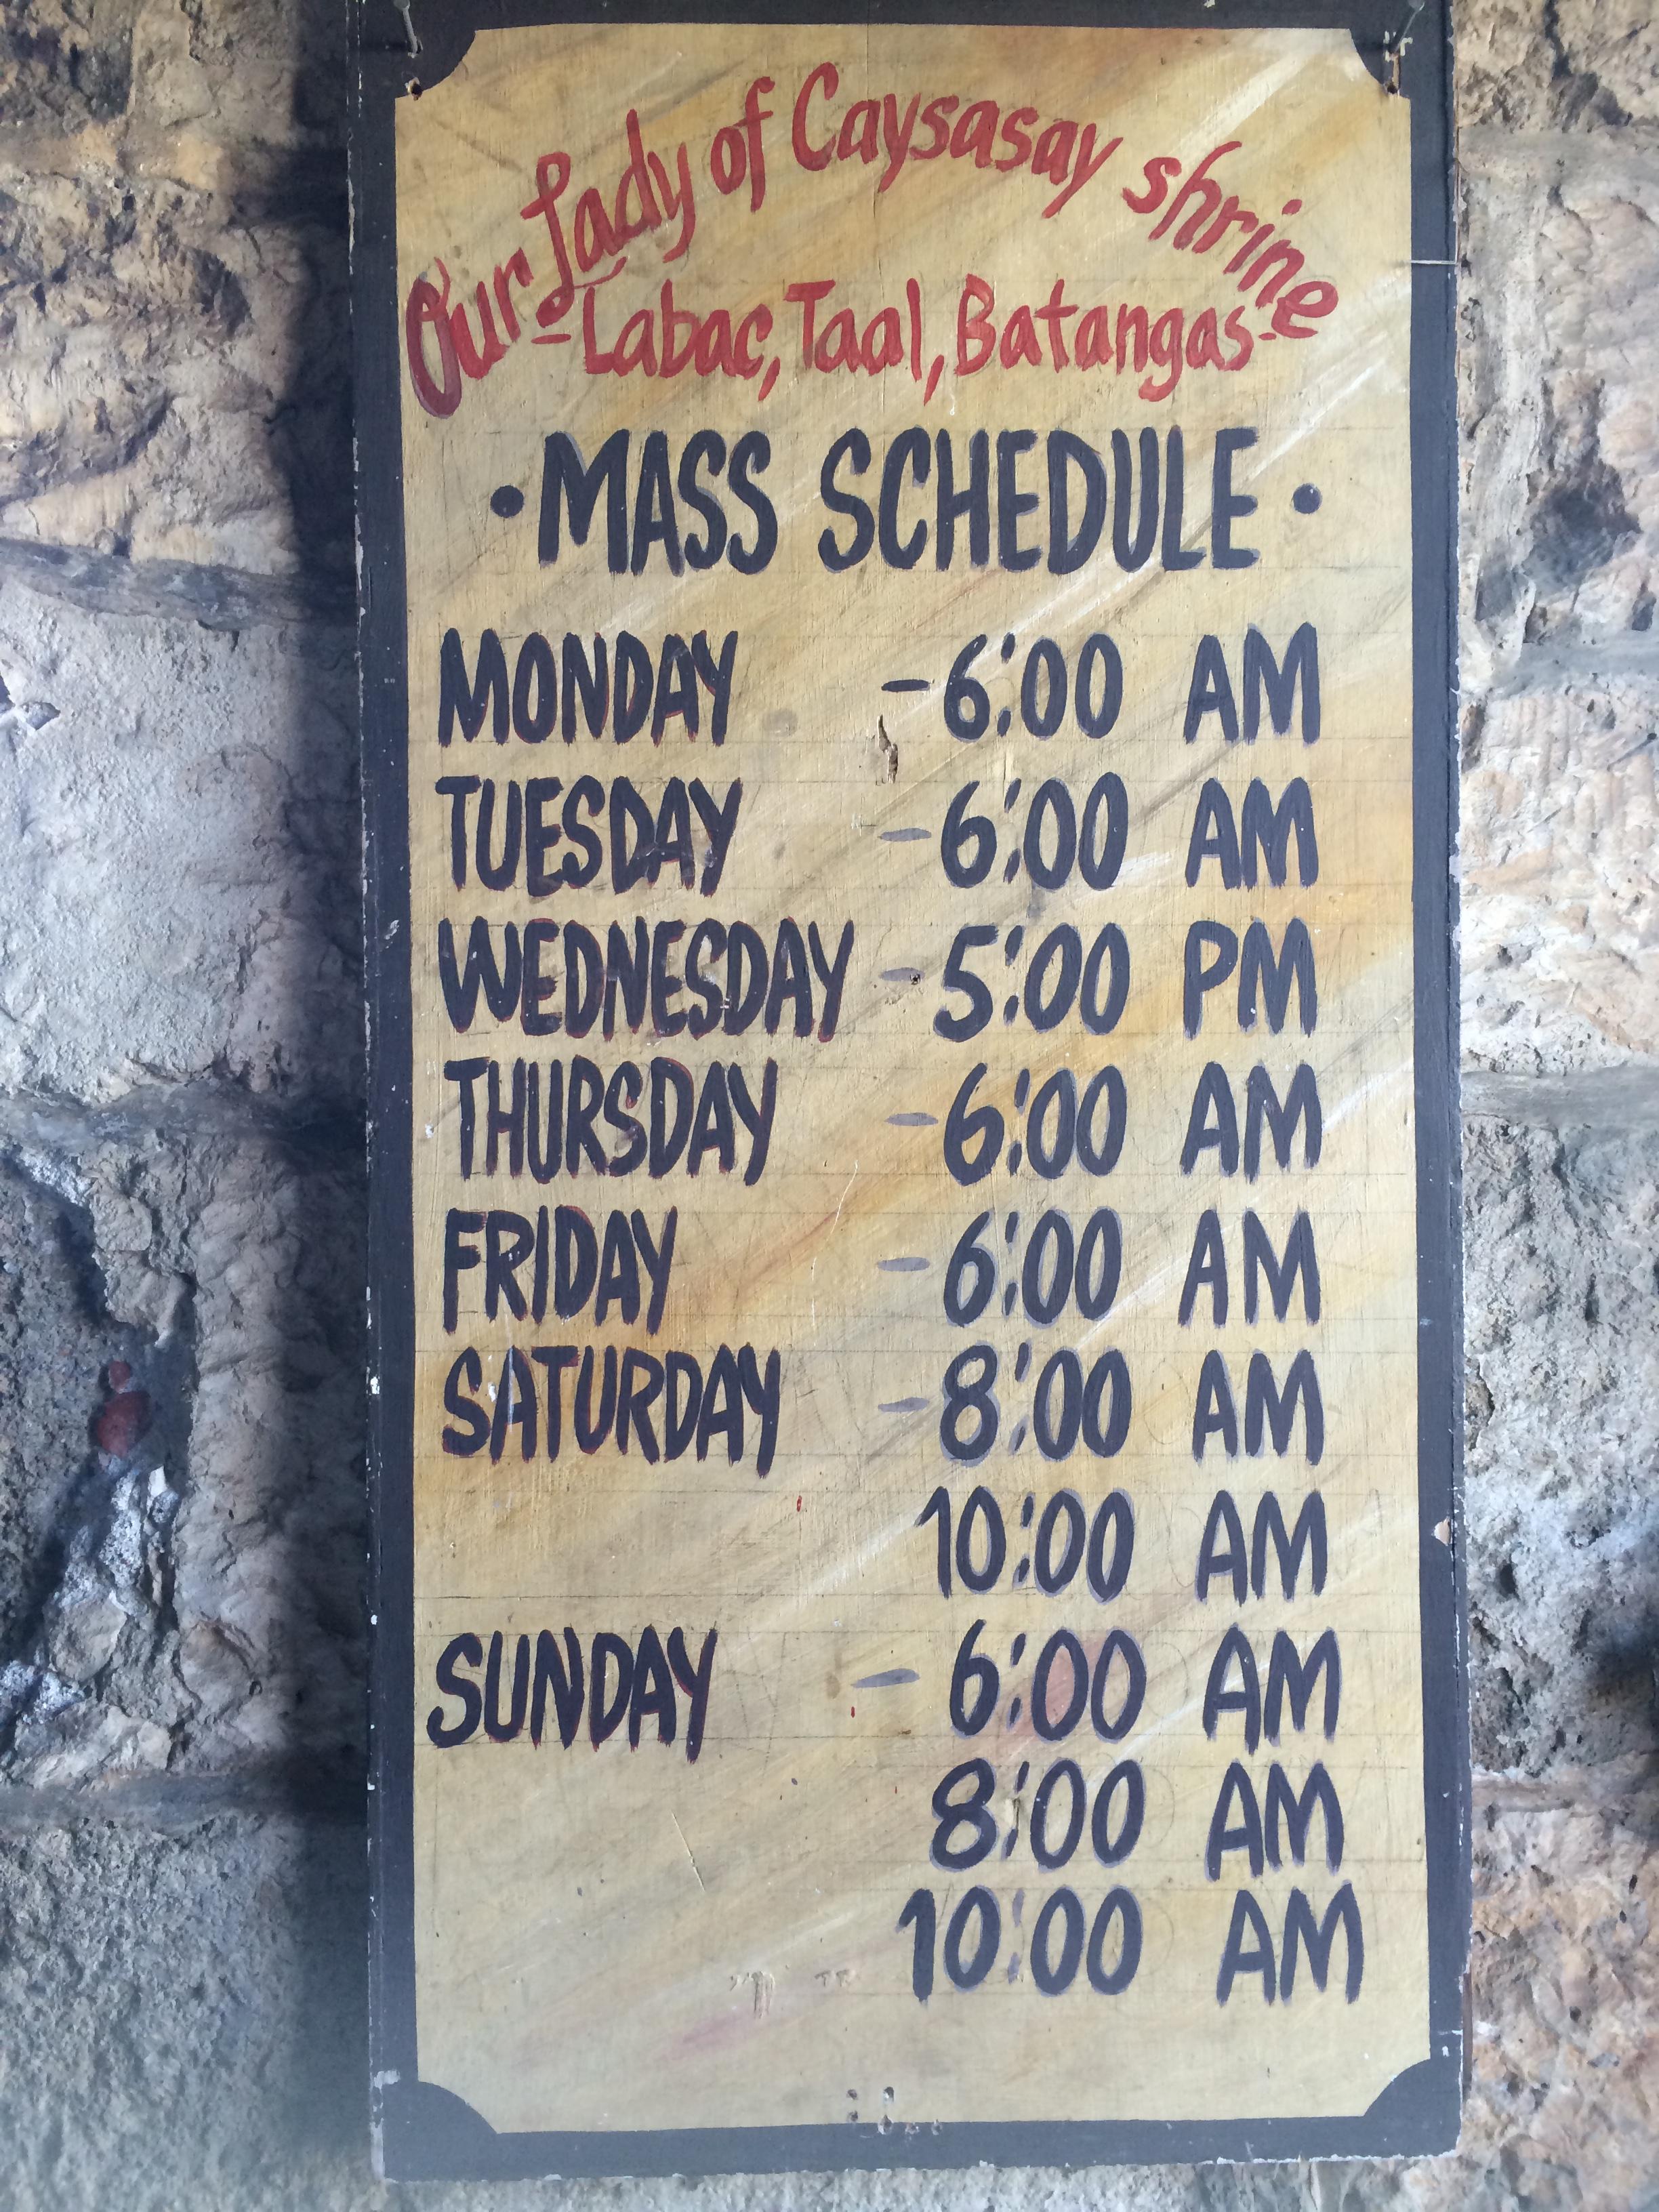 Our Lady of Caysasay shrine
-Labac, Taal, Batangas-
• MASS SCHEDULE •
MONDAY - 6:00 AM
TUESDAY - 6:00 AM
WEDNESDAY - 5:00 PM
THURSDAY - 6:00 AM
FRIDAY - 6:00 AM
SATURDAY - 8:00 AM
10:00 AM
SUNDAY - 6:00 AM
8:00 AM
10:00 AM